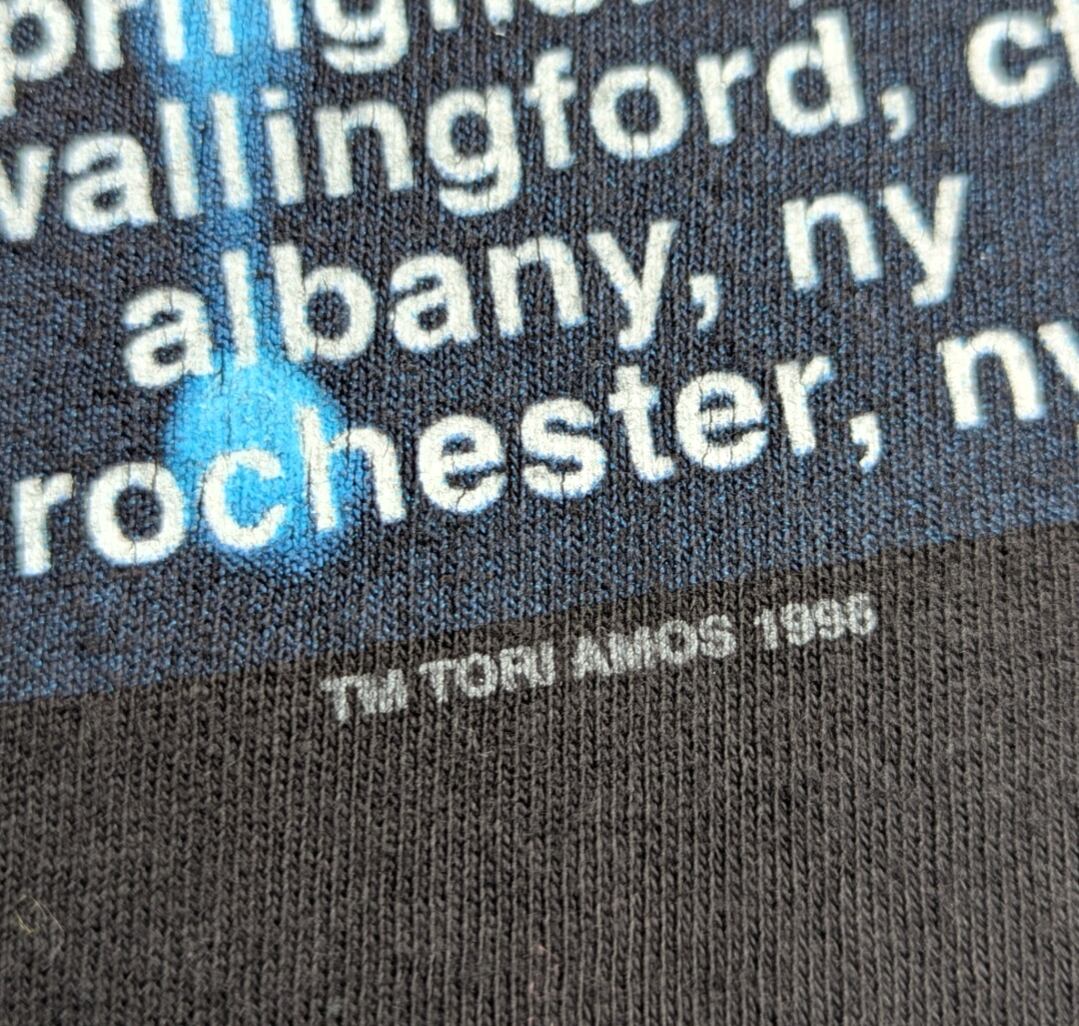 vallingford, ct
albany, ny
rochester, ny
TM TORI AMOS 1996